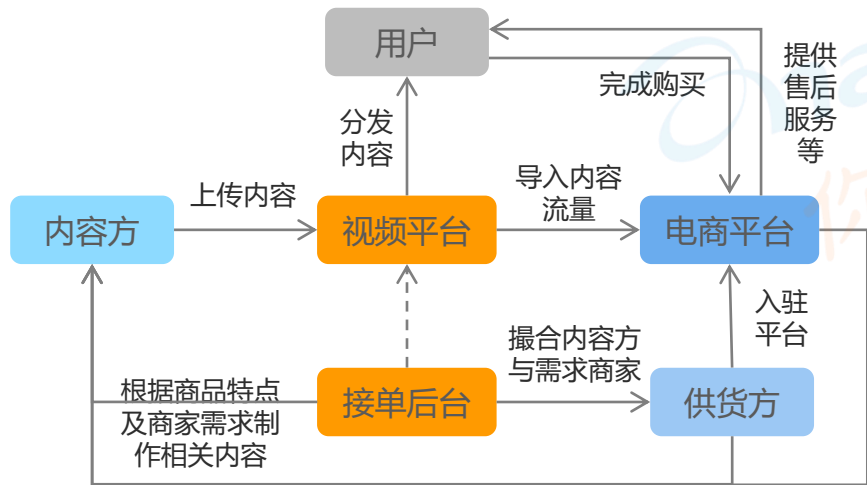 用户
提供
售后
服务
等
完成购买
分发
内容
上传内容
导入内容
流量
内容方
视频平台
电商平台
入驻
平台
撮合内容方
与需求商家
根据商品特点
及商家需求制
作相关内容
接单后台
供货方
你